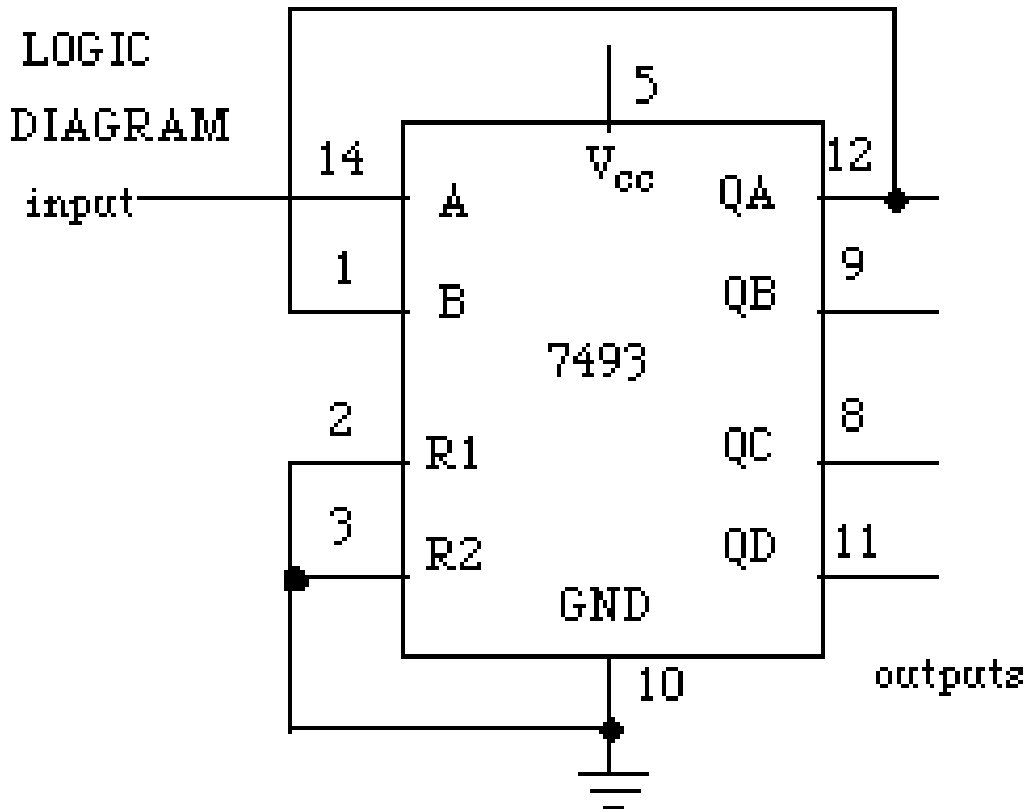 LOGIC
DIAGRAM
5
14
V_cc
12
input
A
QA
1
9
B
QB
7493
2
8
R1
QC
3
11
R2
QD
GND
10
outputs